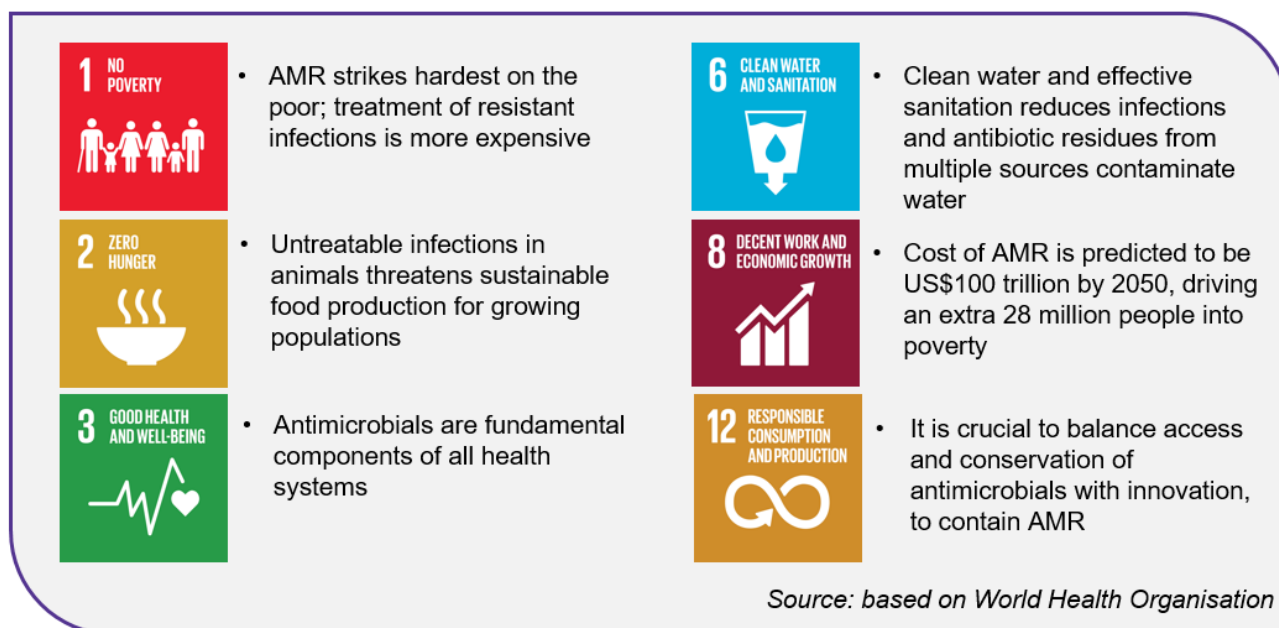 1 NO
POVERTY
• AMR strikes hardest on the
poor; treatment of resistant
infections is more expensive
2 ZERO
HUNGER
• Untreatable infections in
animals threatens sustainable
food production for growing
populations
3 GOOD HEALTH
AND WELL-BEING
• Antimicrobials are fundamental
components of all health
systems
6 CLEAN WATER
AND SANITATION
• Clean water and effective
sanitation reduces infections
and antibiotic residues from
multiple sources contaminate
water
8 DECENT WORK AND
ECONOMIC GROWTH
• Cost of AMR is predicted to be
US$100 trillion by 2050, driving
an extra 28 million people into
poverty
12 RESPONSIBLE
CONSUMPTION
AND PRODUCTION
• It is crucial to balance access
and conservation of
antimicrobials with innovation,
to contain AMR
Source: based on World Health Organisation